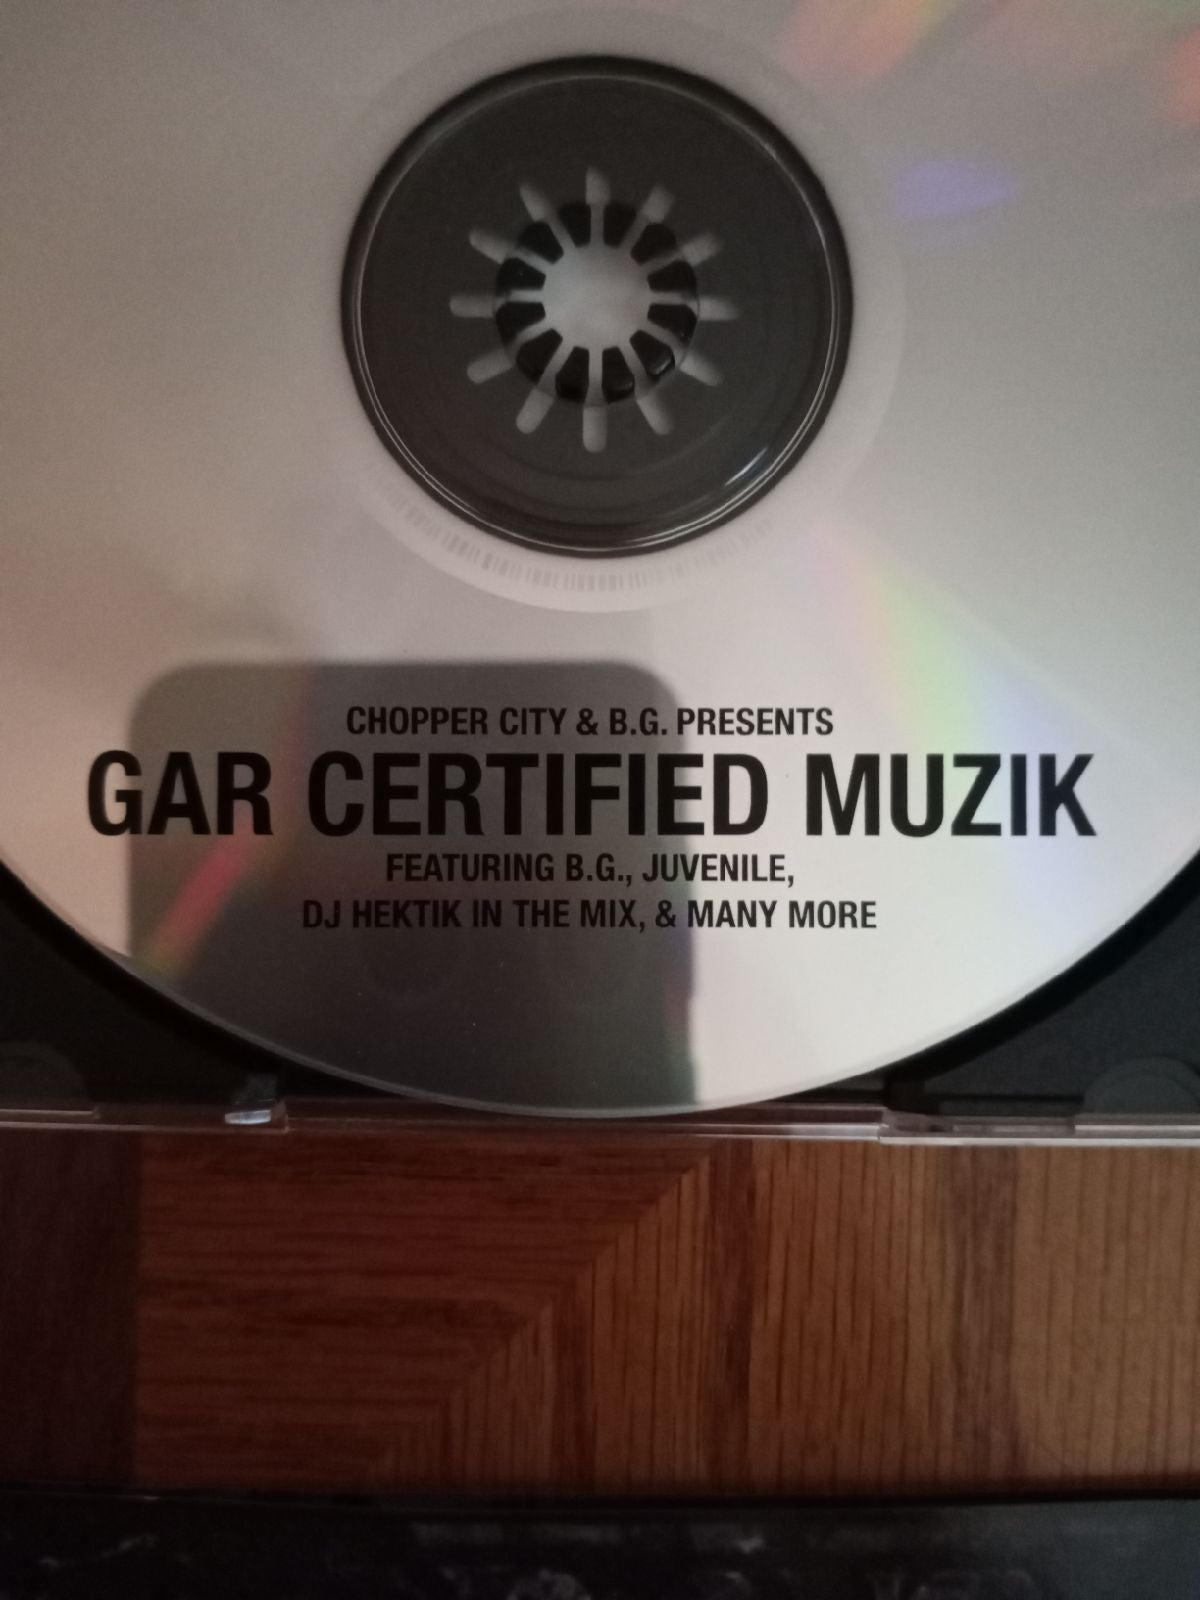 CHOPPER CITY & B.G. PRESENTS
GAR CERTIFIED MUZIK
FEATURING B.G., JUVENILE,
DJ HEKTIK IN THE MIX, & MANY MORE